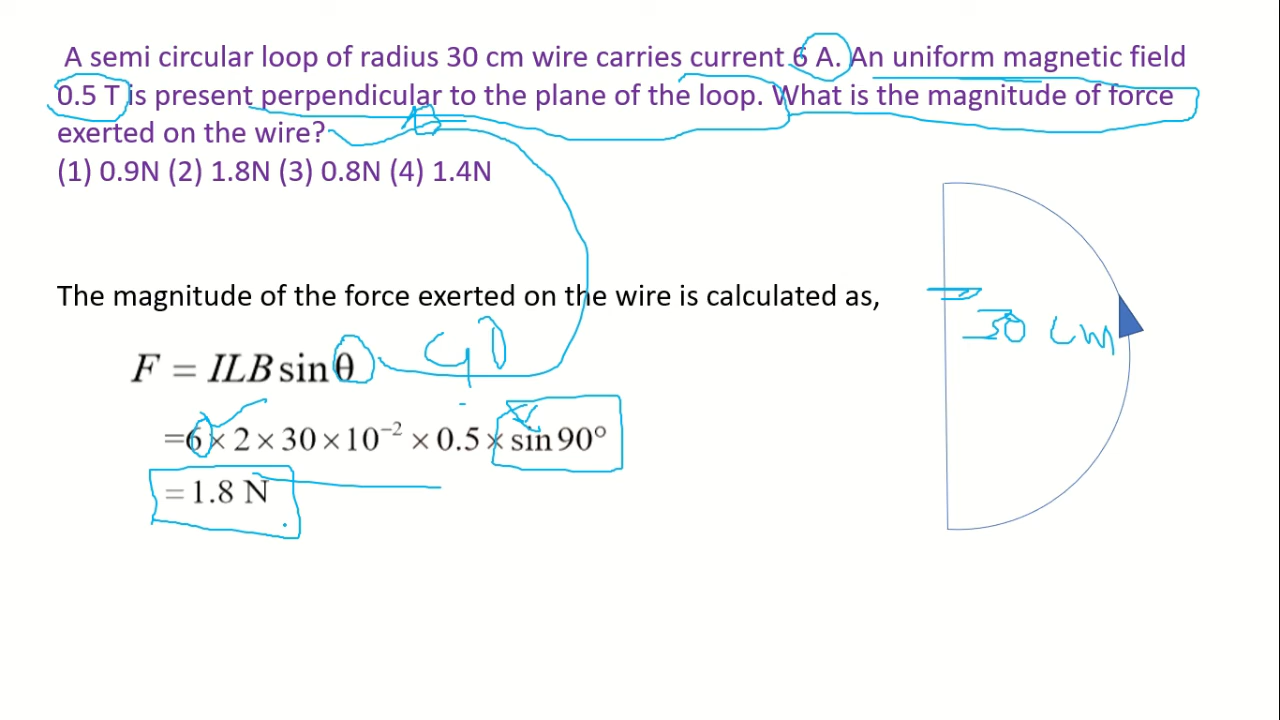 A semi circular loop of radius 30 cm wire carries current 6 A. An uniform magnetic field
0.5 T is present perpendicular to the plane of the loop. What is the magnitude of force
exerted on the wire?
(1) 0.9N (2) 1.8N (3) 0.8N (4) 1.4N
The magnitude of the force exerted on the wire is calculated as,
30 cm
F = ILB sin θ
90
=6 × 2 × 30 × 10⁻² × 0.5 × sin 90°
= 1.8 N